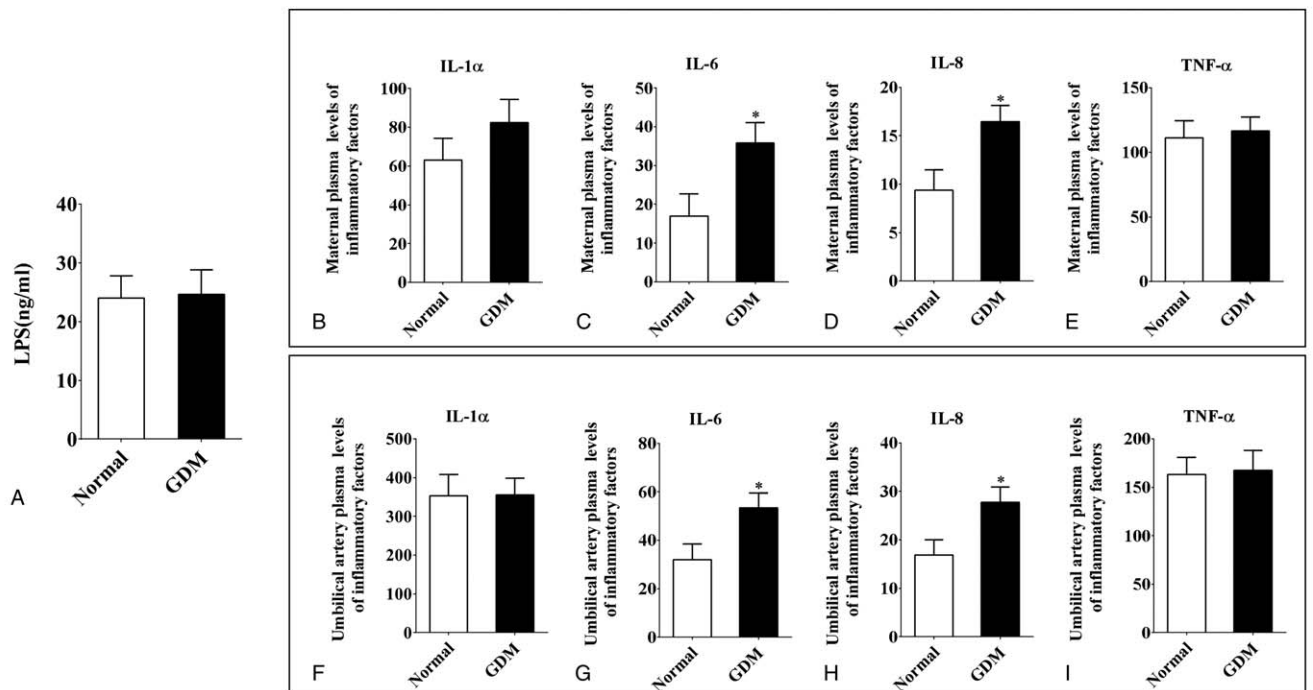 LPS(ng/ml)
40
30
20
10
0
Normal
GDM
A
IL-1α
Maternal plasma levels of
inflammatory factors
100
80
60
40
20
0
Normal
GDM
B
IL-6
Maternal plasma levels of
inflammatory factors
50
40
30
20
10
0
*
Normal
GDM
C
IL-8
Maternal plasma levels of
inflammatory factors
20
15
10
5
0
*
Normal
GDM
D
TNF-α
Maternal plasma levels of
inflammatory factors
150
100
50
0
Normal
GDM
E
IL-1α
Umbilical artery plasma levels
of inflammatory factors
500
400
300
200
100
0
Normal
GDM
F
IL-6
Umbilical artery plasma levels
of inflammatory factors
80
60
40
20
0
*
Normal
GDM
G
IL-8
Umbilical artery plasma levels
of inflammatory factors
40
30
20
10
0
*
Normal
GDM
H
TNF-α
Umbilical artery plasma levels
of inflammatory factors
200
150
100
50
0
Normal
GDM
I